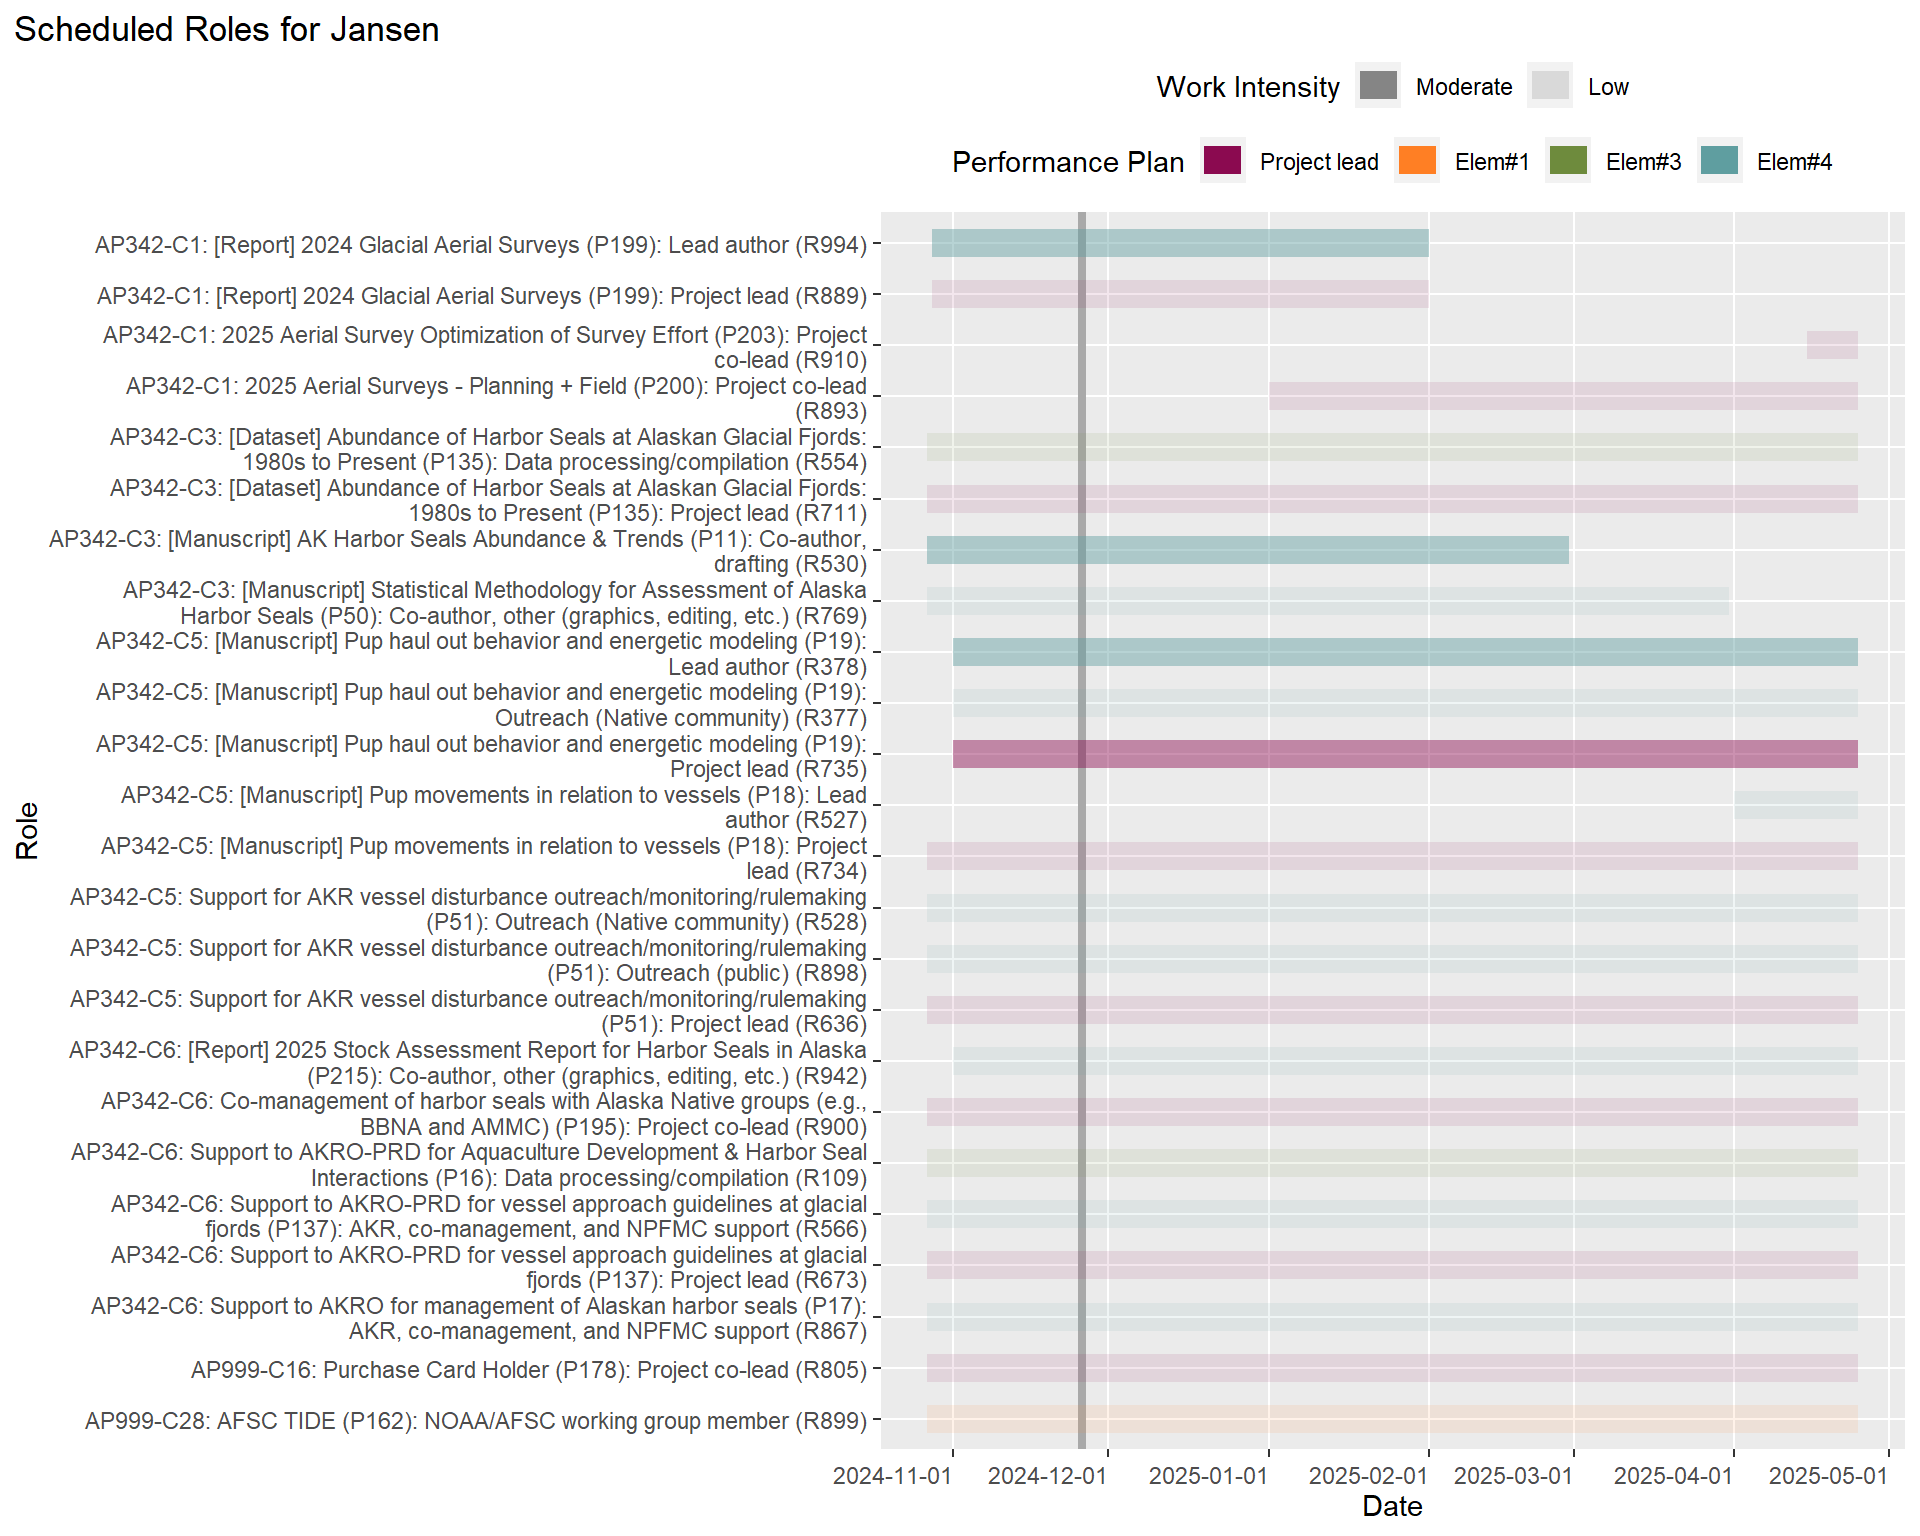 Scheduled Roles for Jansen
Work Intensity Moderate Low
Performance Plan Project lead Elem#1 Elem#3 Elem#4
AP342-C1: [Report] 2024 Glacial Aerial Surveys (P199): Lead author (R994)
AP342-C1: [Report] 2024 Glacial Aerial Surveys (P199): Project lead (R889)
AP342-C1: 2025 Aerial Survey Optimization of Survey Effort (P203): Project
co-lead (R910)
AP342-C1: 2025 Aerial Surveys - Planning + Field (P200): Project co-lead
(R893)
AP342-C3: [Dataset] Abundance of Harbor Seals at Alaskan Glacial Fjords:
1980s to Present (P135): Data processing/compilation (R554)
AP342-C3: [Dataset] Abundance of Harbor Seals at Alaskan Glacial Fjords:
1980s to Present (P135): Project lead (R711)
AP342-C3: [Manuscript] AK Harbor Seals Abundance & Trends (P11): Co-author,
drafting (R530)
AP342-C3: [Manuscript] Statistical Methodology for Assessment of Alaska
Harbor Seals (P50): Co-author, other (graphics, editing, etc.) (R769)
AP342-C5: [Manuscript] Pup haul out behavior and energetic modeling (P19):
Lead author (R378)
AP342-C5: [Manuscript] Pup haul out behavior and energetic modeling (P19):
Outreach (Native community) (R377)
AP342-C5: [Manuscript] Pup haul out behavior and energetic modeling (P19):
Project lead (R735)
AP342-C5: [Manuscript] Pup movements in relation to vessels (P18): Lead
author (R527)
AP342-C5: [Manuscript] Pup movements in relation to vessels (P18): Project
lead (R734)
AP342-C5: Support for AKR vessel disturbance outreach/monitoring/rulemaking
(P51): Outreach (Native community) (R528)
AP342-C5: Support for AKR vessel disturbance outreach/monitoring/rulemaking
(P51): Outreach (public) (R898)
AP342-C5: Support for AKR vessel disturbance outreach/monitoring/rulemaking
(P51): Project lead (R636)
AP342-C6: [Report] 2025 Stock Assessment Report for Harbor Seals in Alaska
(P215): Co-author, other (graphics, editing, etc.) (R942)
AP342-C6: Co-management of harbor seals with Alaska Native groups (e.g.,
BBNA and AMMC) (P195): Project co-lead (R900)
AP342-C6: Support to AKRO-PRD for Aquaculture Development & Harbor Seal
Interactions (P16): Data processing/compilation (R109)
AP342-C6: Support to AKRO-PRD for vessel approach guidelines at glacial
fjords (P137): AKR, co-management, and NPFMC support (R566)
AP342-C6: Support to AKRO-PRD for vessel approach guidelines at glacial
fjords (P137): Project lead (R673)
AP342-C6: Support to AKRO for management of Alaskan harbor seals (P17):
AKR, co-management, and NPFMC support (R867)
AP999-C16: Purchase Card Holder (P178): Project co-lead (R805)
AP999-C28: AFSC TIDE (P162): NOAA/AFSC working group member (R899)
Role
2024-11-01 2024-12-01 2025-01-01 2025-02-01 2025-03-01 2025-04-01 2025-05-01
Date